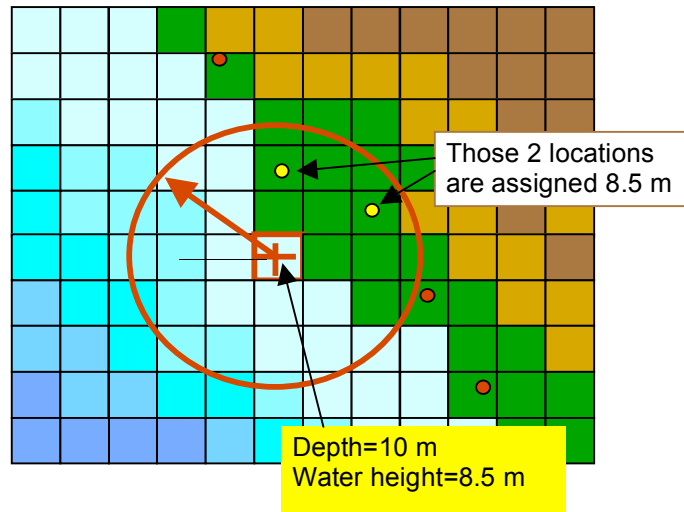 Those 2 locations
are assigned 8.5 m
Depth=10 m
Water height=8.5 m